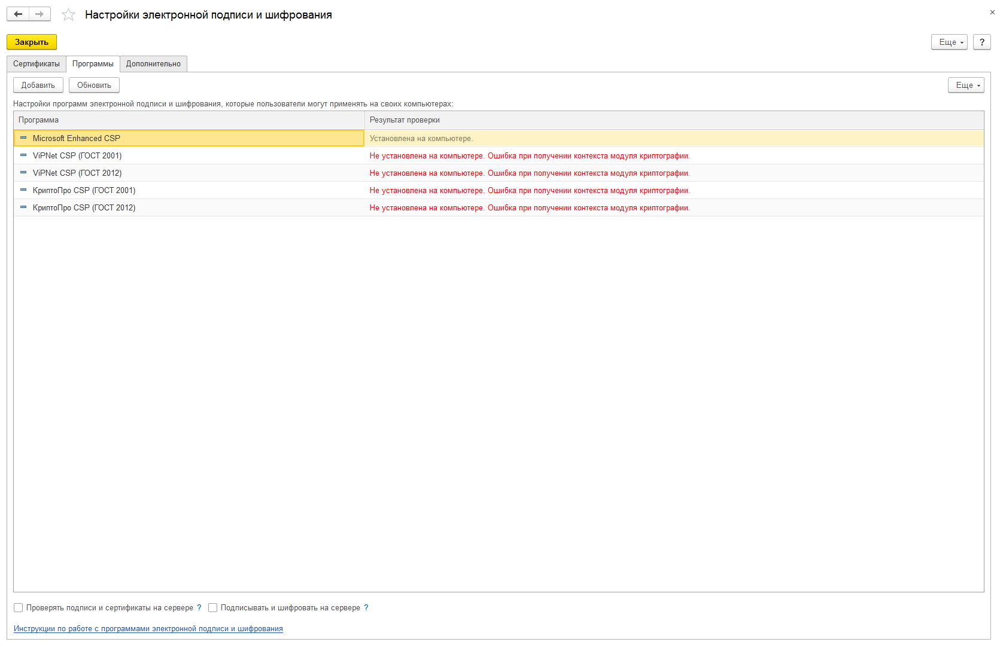 Настройки электронной подписи и шифрования
Закрыть
Еще
?
Сертификаты
Программы
Дополнительно
Добавить
Обновить
Еще
Настройки программ электронной подписи и шифрования, которые пользователи могут применять на своих компьютерах:
Программа
Результат проверки
Microsoft Enhanced CSP
Установлена на компьютере.
ViPNet CSP (ГОСТ 2001)
Не установлена на компьютере. Ошибка при получении контекста модуля криптографии.
ViPNet CSP (ГОСТ 2012)
Не установлена на компьютере. Ошибка при получении контекста модуля криптографии.
КриптоПро CSP (ГОСТ 2001)
Не установлена на компьютере. Ошибка при получении контекста модуля криптографии.
КриптоПро CSP (ГОСТ 2012)
Не установлена на компьютере. Ошибка при получении контекста модуля криптографии.
Проверять подписи и сертификаты на сервере ?
Подписывать и шифровать на сервере ?
Инструкции по работе с программами электронной подписи и шифрования